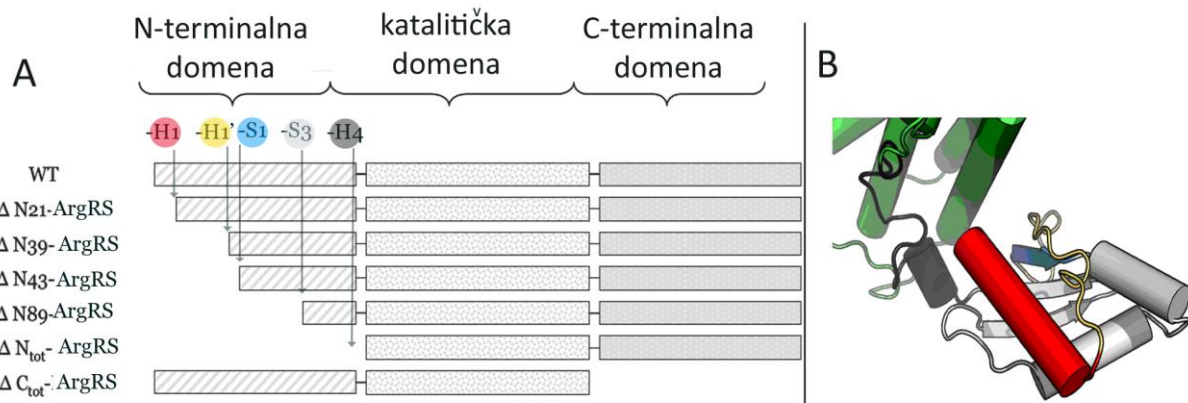 N-terminalna
domena
katalitička
domena
C-terminalna
domena
A
B
-H1
-H1’
-S1
-S3
-H4
WT
Δ N21-ArgRS
Δ N39- ArgRS
Δ N43-ArgRS
Δ N89-ArgRS
Δ Ntot- ArgRS
Δ Ctot- ArgRS